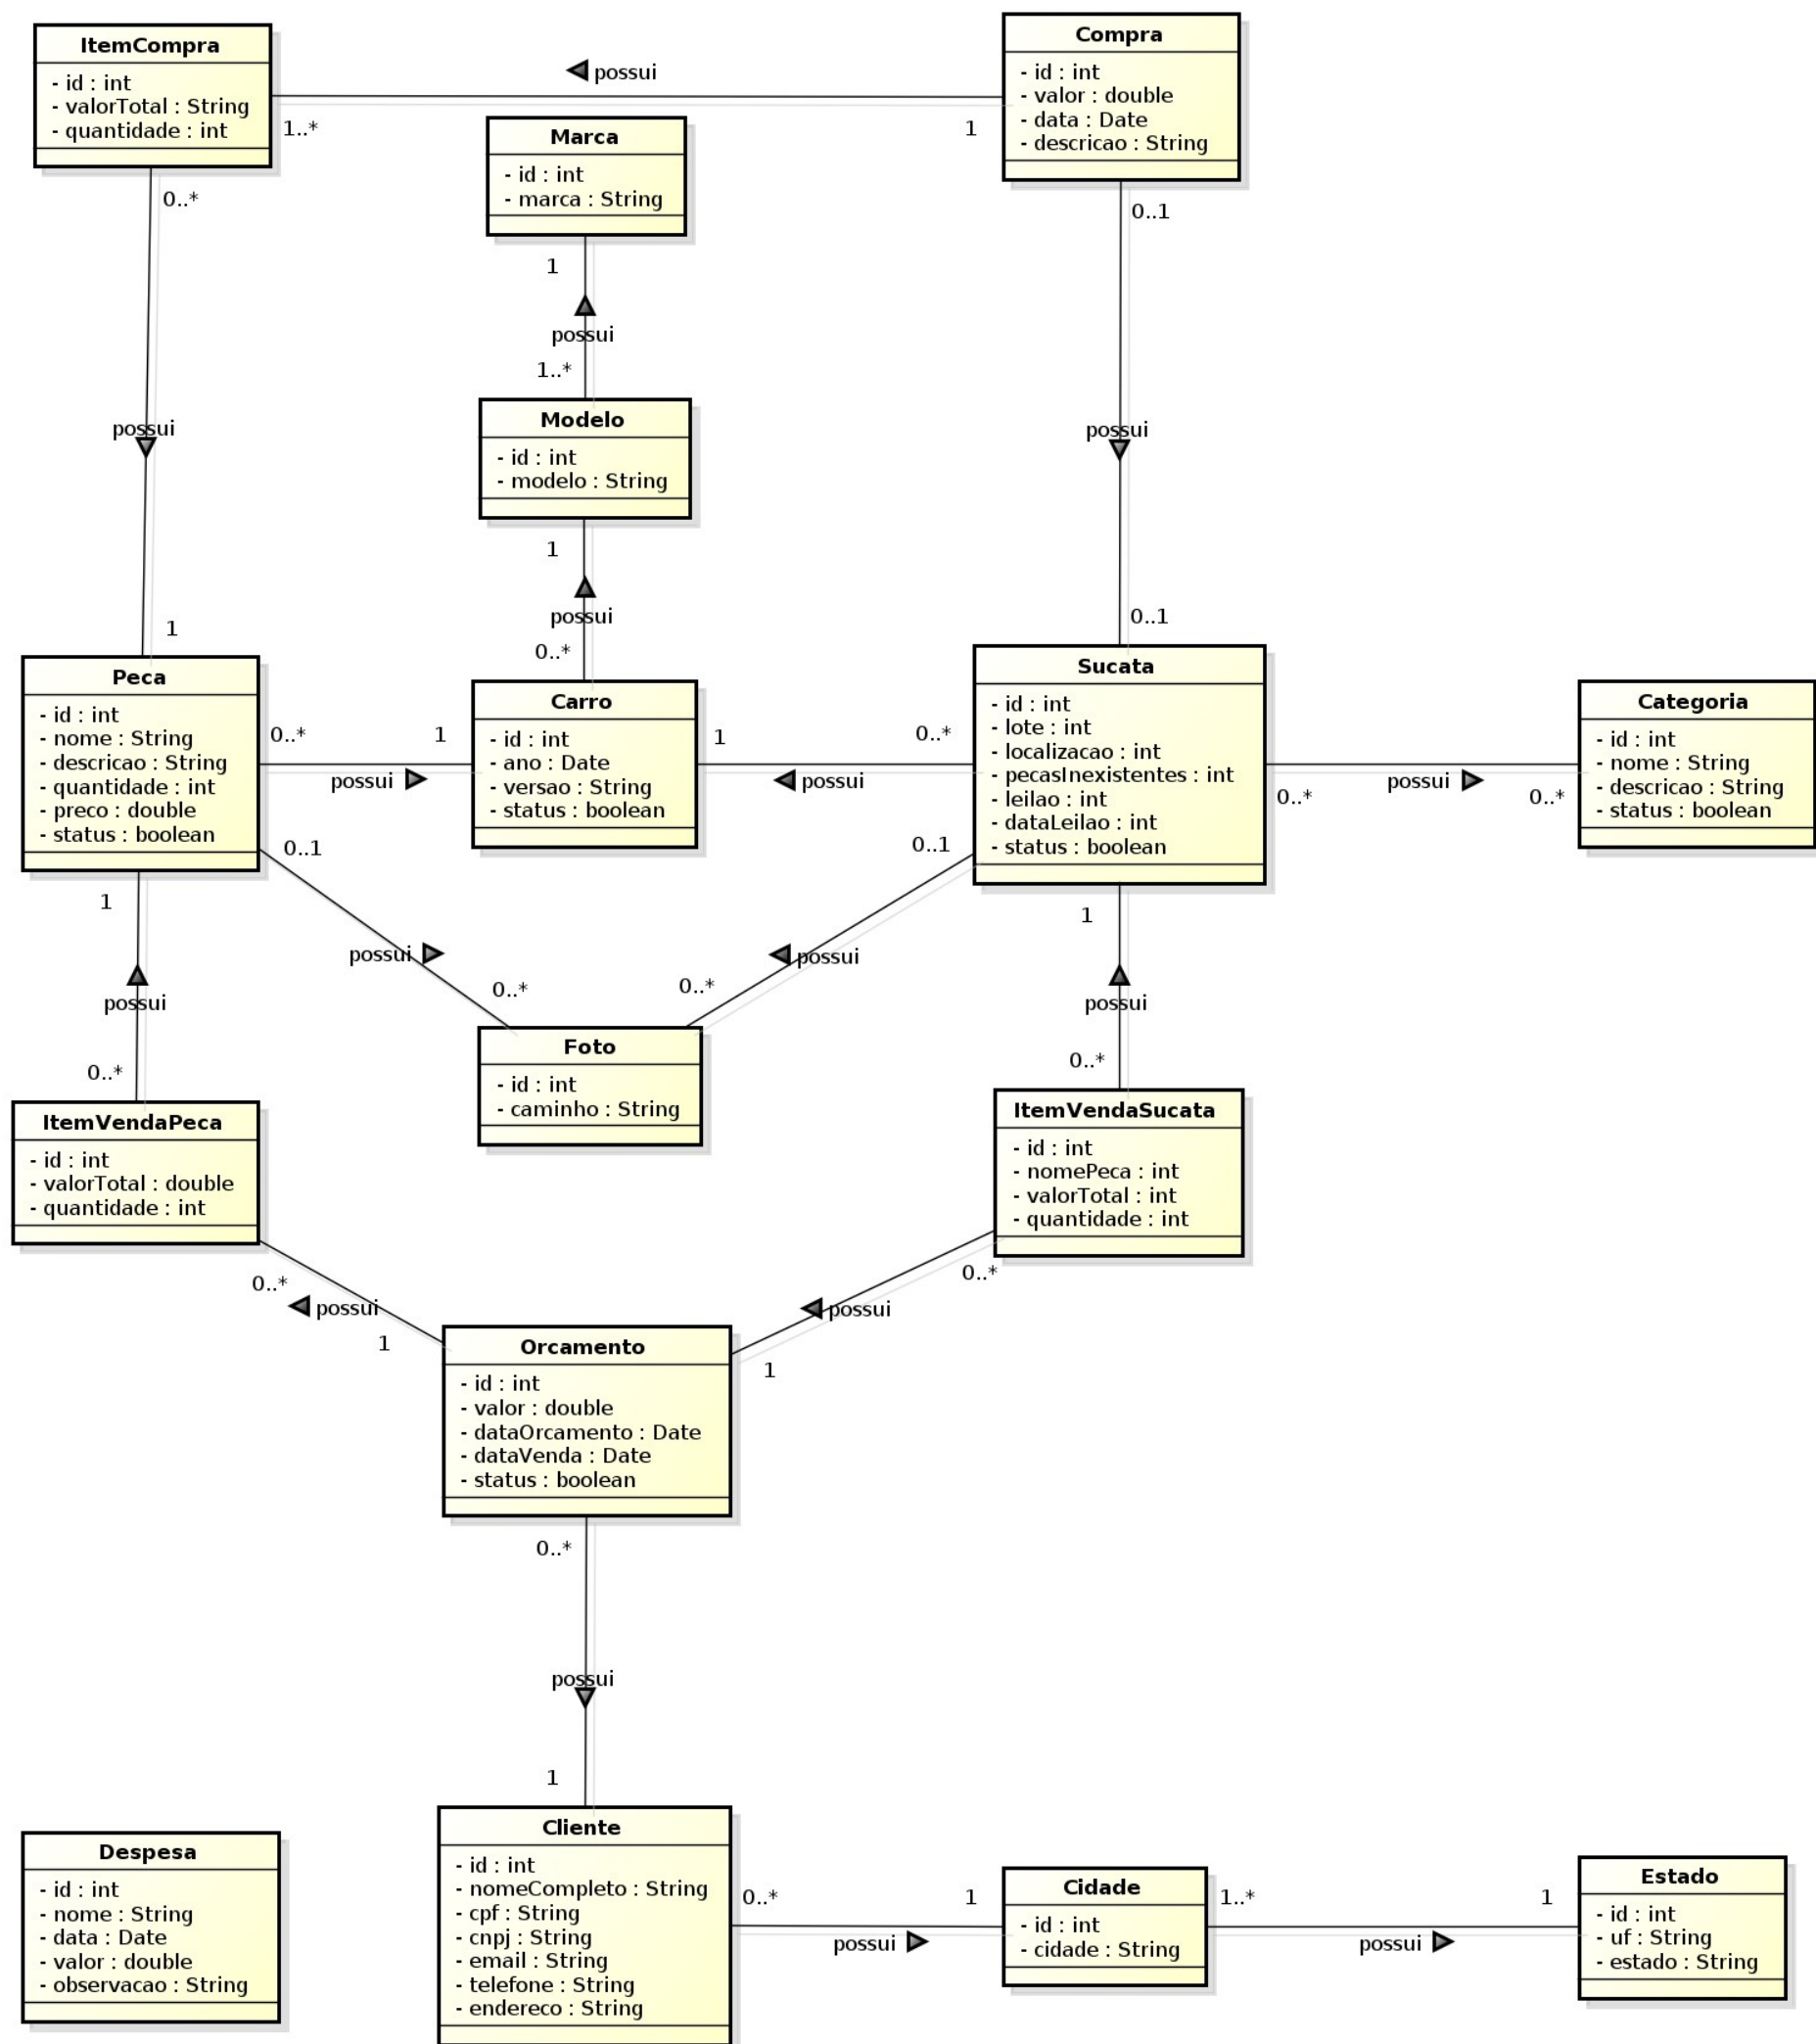 ItemCompra
- id : int
- valorTotal : String
- quantidade : int
Compra
- id : int
- valor : double
- data : Date
- descricao : String
possui
1..*
1
Marca
- id : int
- marca : String
0..*
0..1
1
possui
1..*
possui
possui
Modelo
- id : int
- modelo : String
1
possui
0..*
1
0..1
Peca
- id : int
- nome : String
- descricao : String
- quantidade : int
- preco : double
- status : boolean
0..*
1
possui
Carro
- id : int
- ano : Date
- versao : String
- status : boolean
1
0..*
possui
Sucata
- id : int
- lote : int
- localizacao : int
- pecasInexistentes : int
- leilao : int
- dataLeilao : int
- status : boolean
possui
0..*
0..*
Categoria
- id : int
- nome : String
- descricao : String
- status : boolean
0..1
0..1
1
1
possui
possui
0..*
0..*
possui
possui
0..*
0..*
Foto
- id : int
- caminho : String
ItemVendaPeca
- id : int
- valorTotal : double
- quantidade : int
ItemVendaSucata
- id : int
- nomePeca : int
- valorTotal : int
- quantidade : int
0..*
possui
1
0..*
possui
1
Orcamento
- id : int
- valor : double
- dataOrcamento : Date
- dataVenda : Date
- status : boolean
0..*
possui
1
Despesa
- id : int
- nome : String
- data : Date
- valor : double
- observacao : String
Cliente
- id : int
- nomeCompleto : String
- cpf : String
- cnpj : String
- email : String
- telefone : String
- endereco : String
0..*
1
possui
Cidade
- id : int
- cidade : String
1..*
1
possui
Estado
- id : int
- uf : String
- estado : String